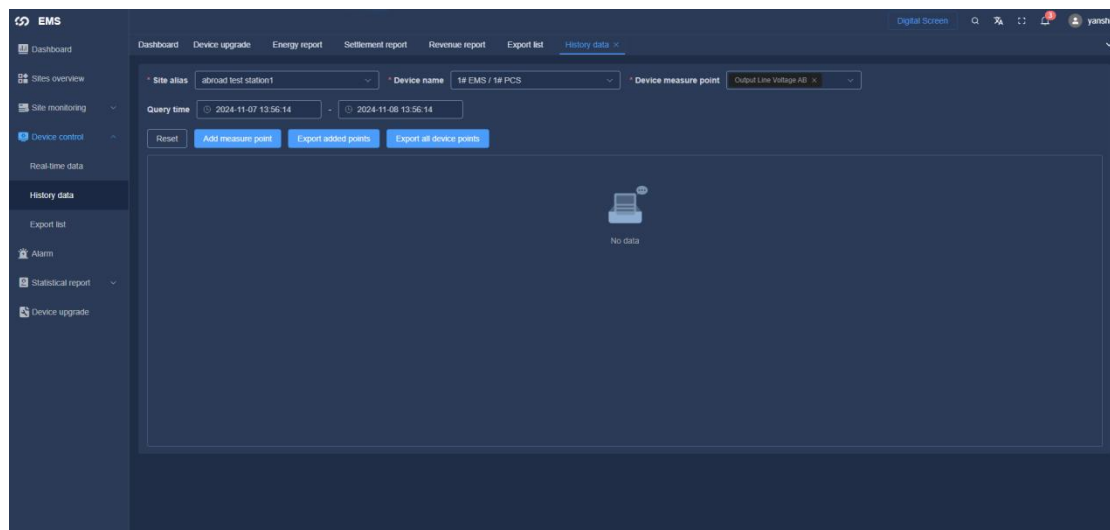 EMS
Digital Screen
3
yansh
Dashboard
Sites overview
Site monitoring
Device control
Real-time data
History data
Export list
Alarm
Statistical report
Device upgrade
Dashboard Device upgrade Energy report Settlement report Revenue report Export list History data ×
* Site alias abroad test station1 * Device name 1# EMS / 1# PCS * Device measure point Output Line Voltage AB ×
Query time 2024-11-07 13:56:14 - 2024-11-08 13:56:14
Reset Add measure point Export added points Export all device points
No data